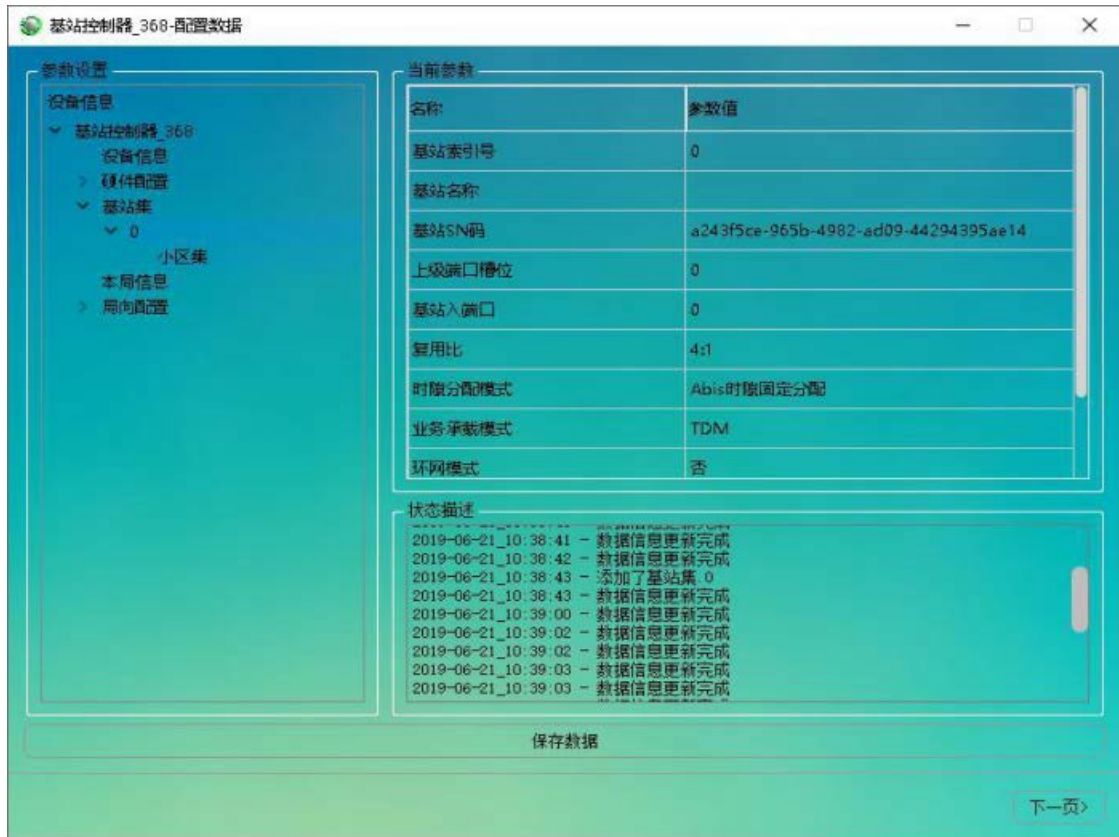 基站控制器_368-配置数据
参数设置
设备信息
基站控制器_368
设备信息
硬件配置
基站集
0
小区集
本局信息
局向配置
当前参数
名称 参数值
基站索引号 0
基站名称
基站SN码 a243f5ce-965b-4982-ad09-44294395ae14
上级端口槽位 0
基站入端口 0
复用比 4:1
时隙分配模式 Abis时隙固定分配
业务承载模式 TDM
环网模式 否
状态描述
2019-06-21_10:38:41 - 数据信息更新完成
2019-06-21_10:38:42 - 数据信息更新完成
2019-06-21_10:38:43 - 添加了基站集.0
2019-06-21_10:38:43 - 数据信息更新完成
2019-06-21_10:39:00 - 数据信息更新完成
2019-06-21_10:39:02 - 数据信息更新完成
2019-06-21_10:39:02 - 数据信息更新完成
2019-06-21_10:39:03 - 数据信息更新完成
2019-06-21_10:39:03 - 数据信息更新完成
保存数据
下一页>